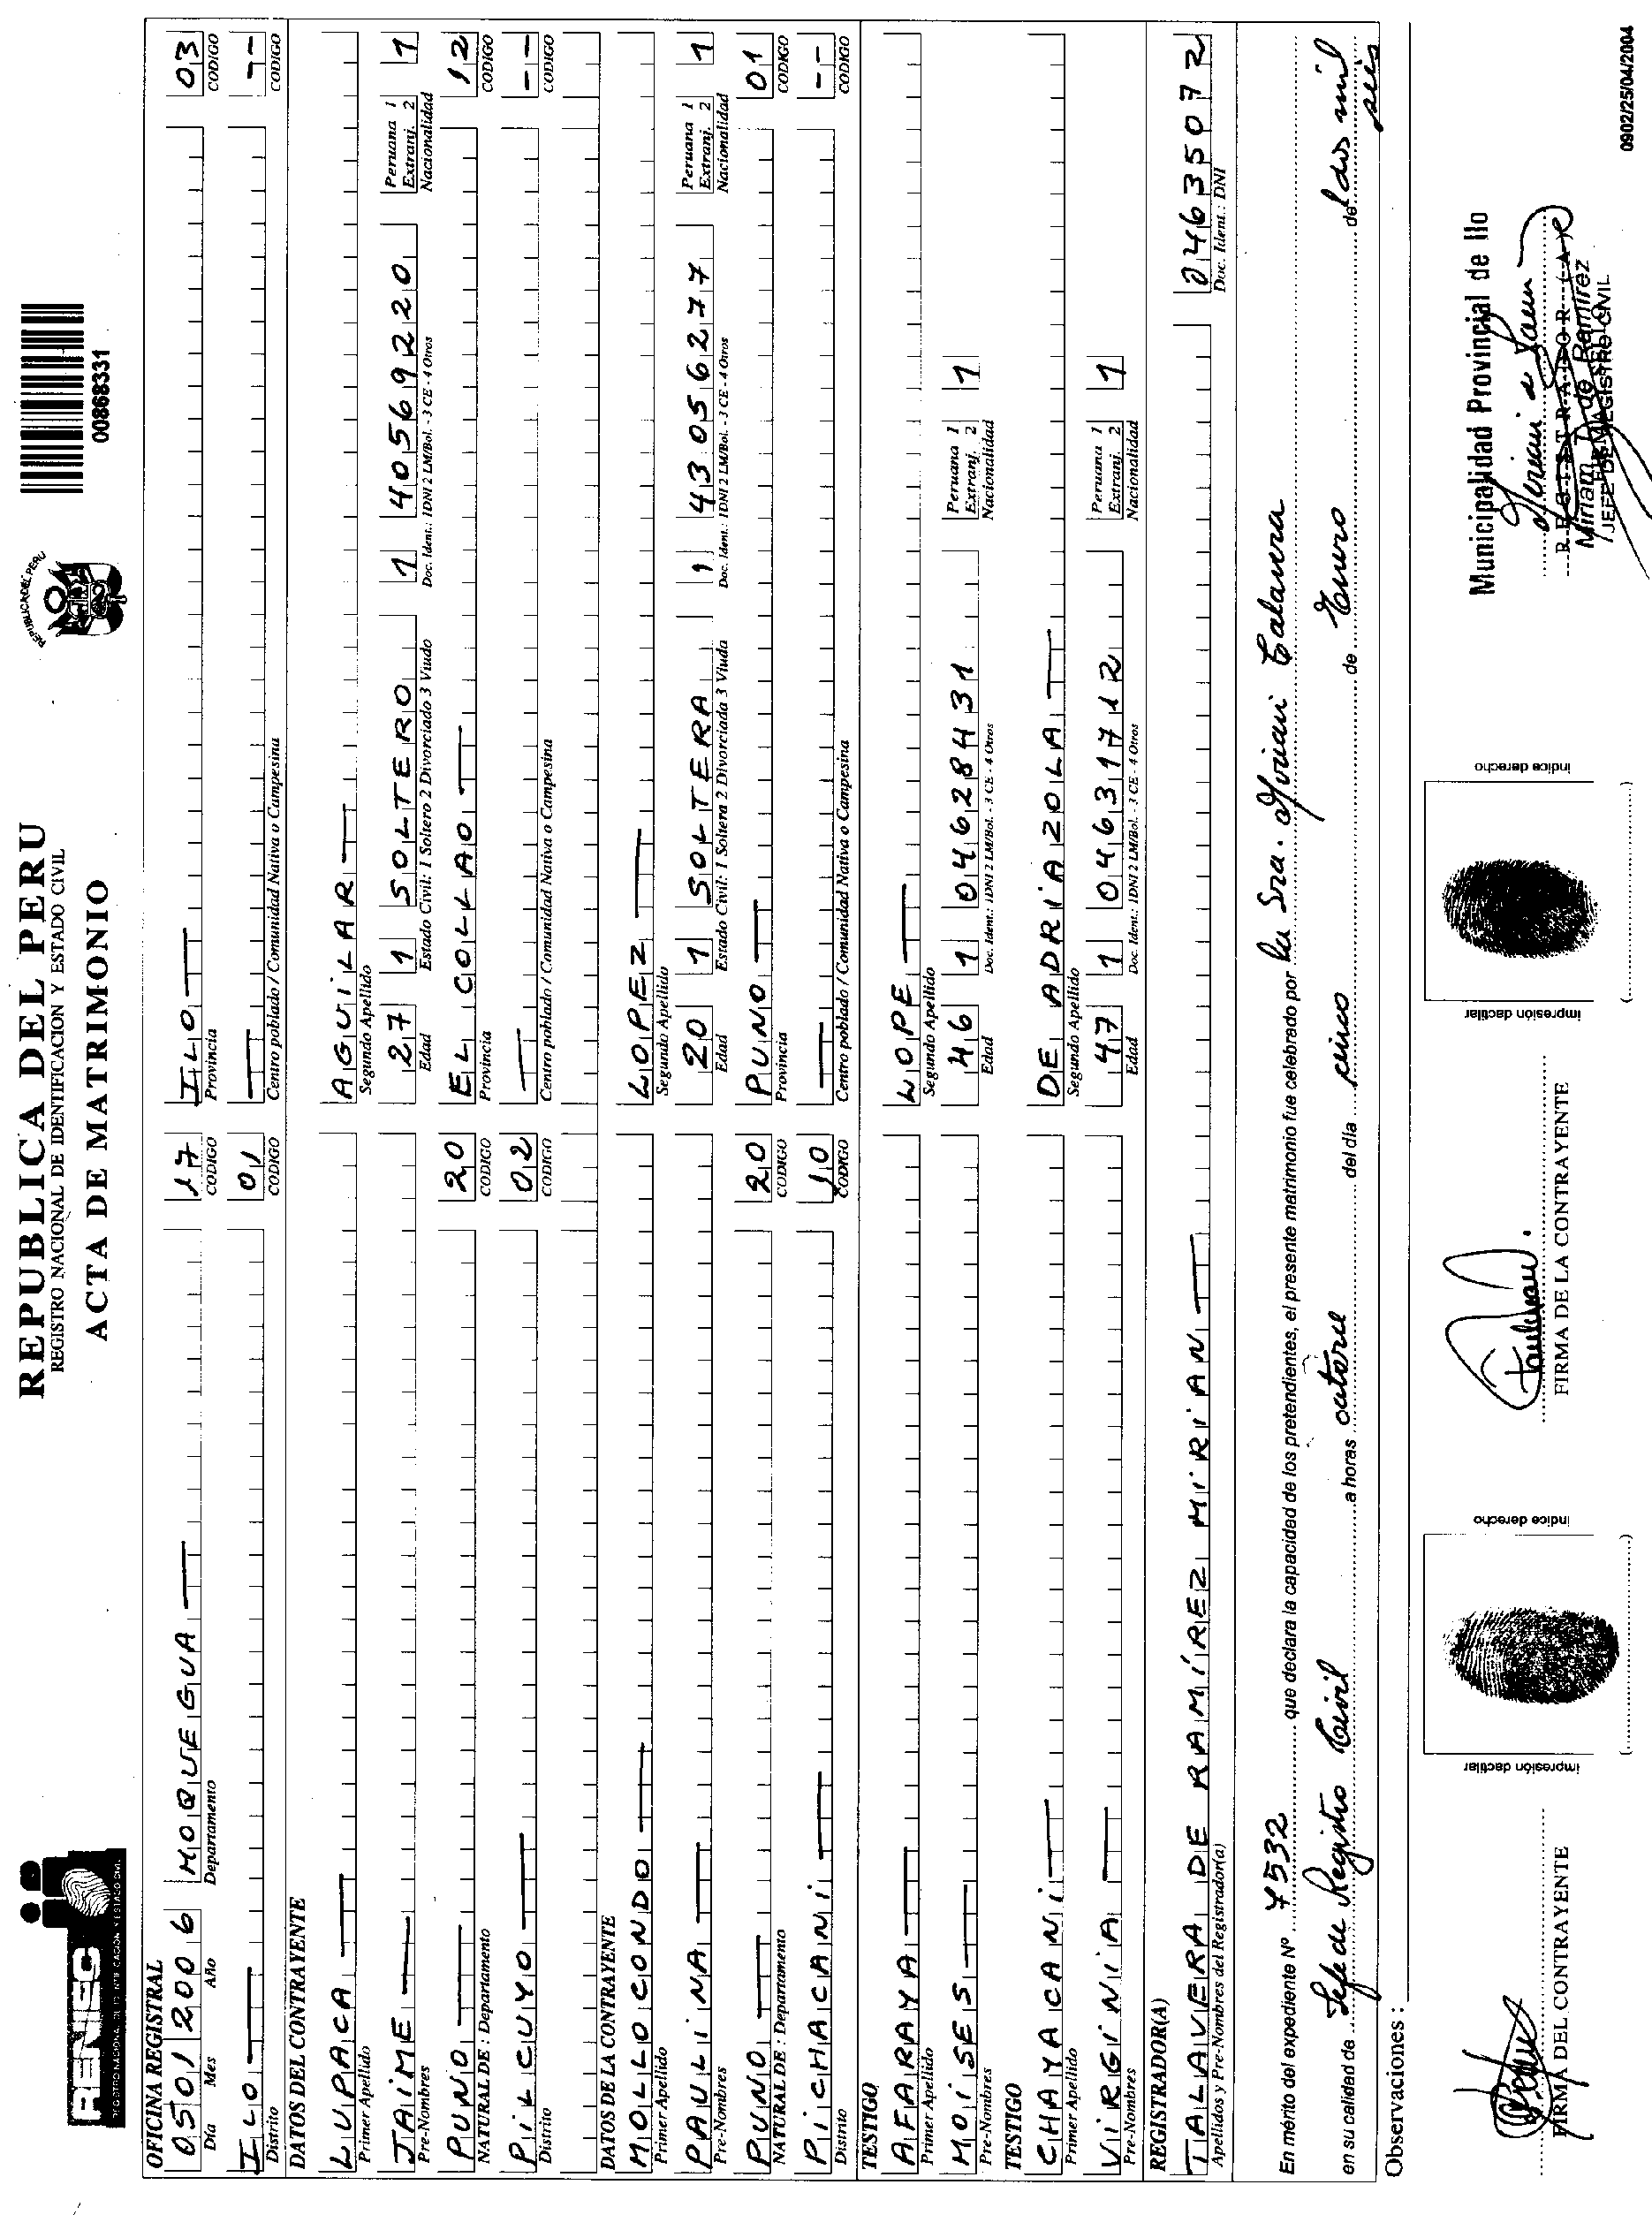 RENIEC
REGISTRO NACIONAL DE IDENTIFICACION Y ESTADO CIVIL
REPUBLICA DEL PERU
REGISTRO NACIONAL DE IDENTIFICACION Y ESTADO CIVIL
ACTA DE MATRIMONIO
REPUBLICA DEL PERU
00868331
OFICINA REGISTRAL
05 01 2006 MOQUEGUA 17 ILO 03
Día Mes Año Departamento CODIGO Provincia CODIGO
ILO 01 --
Distrito CODIGO Centro poblado / Comunidad Nativa o Campesina CODIGO
DATOS DEL CONTRAYENTE
LUPACA AGUILAR
Primer Apellido Segundo Apellido
JAIME 27 1 SOLTERO 1 40569220 Peruana 1 Extranj. 2 1
Pre-Nombres Edad Estado Civil: 1 Soltero 2 Divorciado 3 Viudo Doc. Ident.: 1DNI 2 LM/Bol. - 3 CE - 4 Otros Nacionalidad
PUNO 20 EL COLLAO 12
NATURAL DE : Departamento CODIGO Provincia CODIGO
PILCUYO 02 --
Distrito CODIGO Centro poblado / Comunidad Nativa o Campesina CODIGO
DATOS DE LA CONTRAYENTE
MOLLOCONDO LOPEZ
Primer Apellido Segundo Apellido
PAULINA 20 1 SOLTERA 1 43056277 Peruana 1 Extranj. 2 1
Pre-Nombres Edad Estado Civil: 1 Soltera 2 Divorciada 3 Viuda Doc. Ident.: 1DNI 2 LM/Bol. - 3 CE - 4 Otros Nacionalidad
PUNO 20 PUNO 01
NATURAL DE : Departamento CODIGO Provincia CODIGO
PICHACANI 10 --
Distrito CODIGO Centro poblado / Comunidad Nativa o Campesina CODIGO
TESTIGO
AFARAYA LOPE
Primer Apellido Segundo Apellido
MOISES 46 1 04628431 Peruana 1 Extranj. 2 1
Pre-Nombres Edad Doc. Ident.: 1DNI 2 LM/Bol. - 3 CE - 4 Otros Nacionalidad
TESTIGO
CHAYACANI DE ADRIAZOLA
Primer Apellido Segundo Apellido
VIRGINIA 47 1 04631712 Peruana 1 Extranj. 2 1
Pre-Nombres Edad Doc. Ident.: 1DNI 2 LM/Bol. - 3 CE - 4 Otros Nacionalidad
REGISTRADOR(A)
TALAVERA DE RAMÍREZ MIRIAN 04635072
Apellidos y Pre-Nombres del Registrador(a) Doc. Ident.: DNI
En mérito del expediente Nº 7532 que declara la capacidad de los pretendientes, el presente matrimonio fue celebrado por la Sra. Miriam Talavera
en su calidad de Jefe de Registro Civil a horas catorce del día cinco de Enero de dos mil
seis
Observaciones :
Municipalidad Provincial de Ilo
REGISTRADOR (A)
Miriam T. de Ramírez
JEFE DE REGISTRO CIVIL
FIRMA DEL CONTRAYENTE
impresión dactilar
indice derecho
FIRMA DE LA CONTRAYENTE
impresión dactilar
indice derecho
0902/25/04/2004